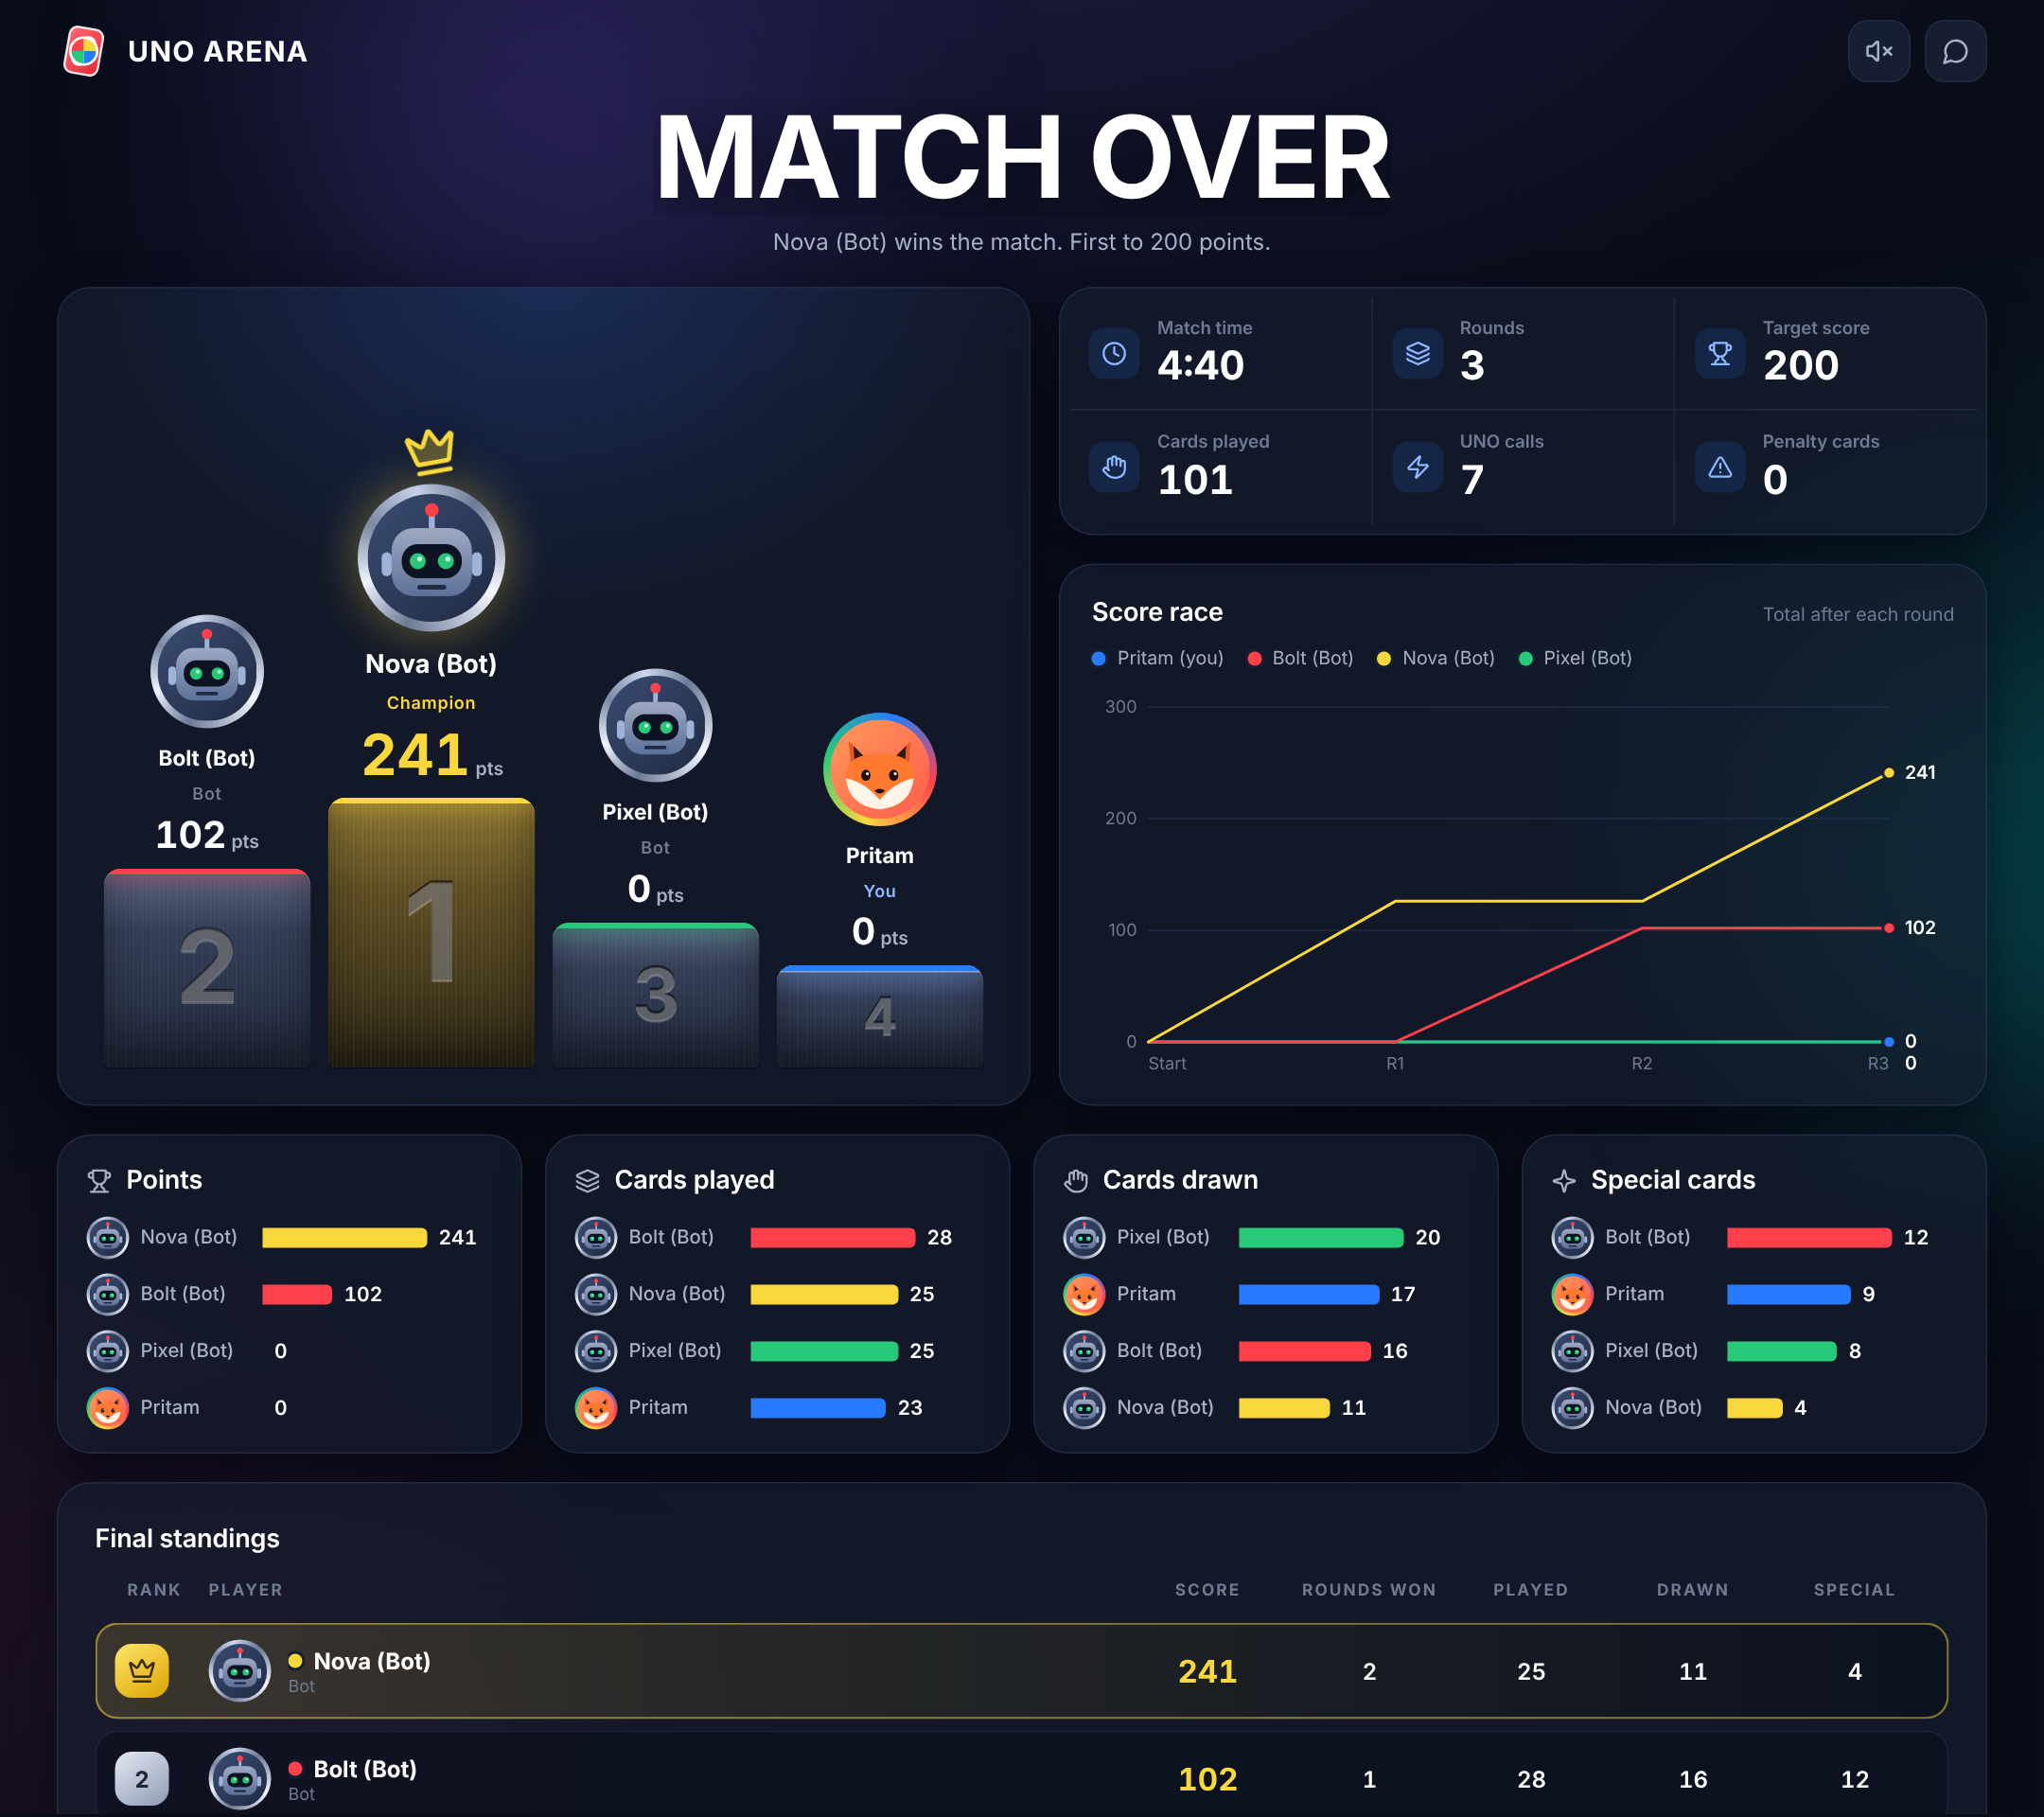 UNO ARENA
MATCH OVER
Nova (Bot) wins the match. First to 200 points.
Nova (Bot)
Champion
241 pts
1
Bolt (Bot)
Bot
102 pts
2
Pixel (Bot)
Bot
0 pts
3
Pritam
You
0 pts
4
Match time
4:40
Rounds
3
Target score
200
Cards played
101
UNO calls
7
Penalty cards
0
Score race
Total after each round
Pritam (you) Bolt (Bot) Nova (Bot) Pixel (Bot)
300
241
200
100
102
0
0
Start R1 R2 R3 0
Points
Nova (Bot) 241
Bolt (Bot) 102
Pixel (Bot) 0
Pritam 0
Cards played
Bolt (Bot) 28
Nova (Bot) 25
Pixel (Bot) 25
Pritam 23
Cards drawn
Pixel (Bot) 20
Pritam 17
Bolt (Bot) 16
Nova (Bot) 11
Special cards
Bolt (Bot) 12
Pritam 9
Pixel (Bot) 8
Nova (Bot) 4
Final standings
RANK PLAYER SCORE ROUNDS WON PLAYED DRAWN SPECIAL
Nova (Bot) 241 2 25 11 4
Bot
2 Bolt (Bot) 102 1 28 16 12
Bot